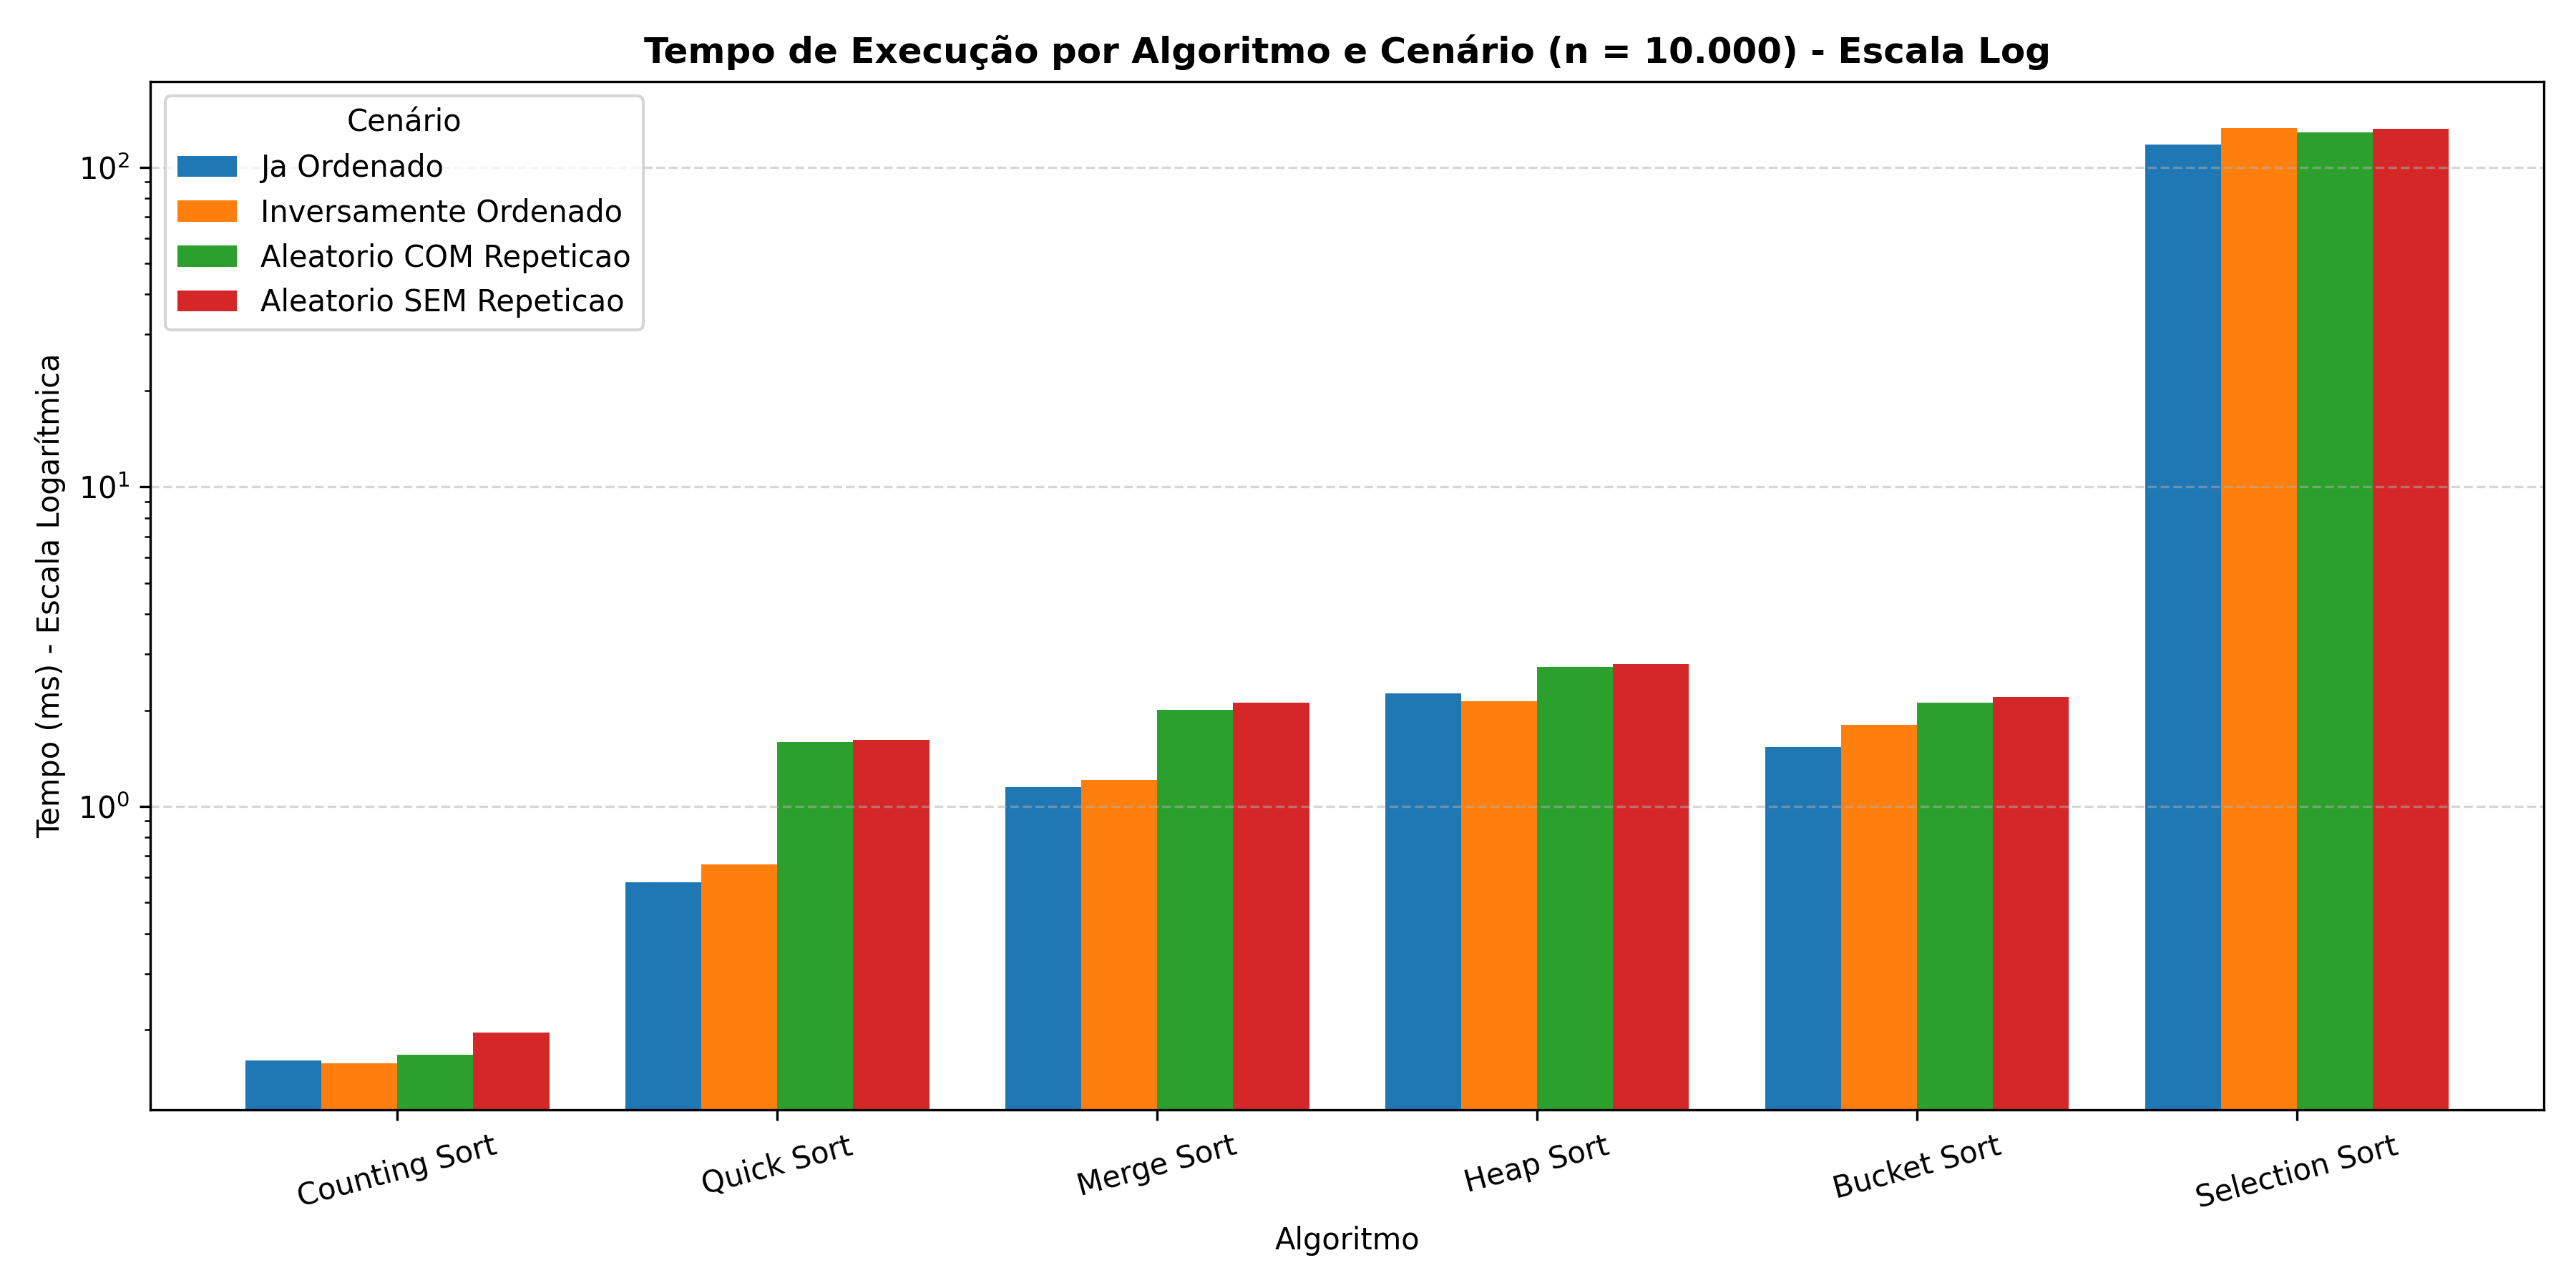 Tempo de Execução por Algoritmo e Cenário (n = 10.000) - Escala Log
Cenário
Ja Ordenado
Inversamente Ordenado
Aleatorio COM Repeticao
Aleatorio SEM Repeticao
Tempo (ms) - Escala Logarítmica
10²
10¹
10⁰
Counting Sort
Quick Sort
Merge Sort
Heap Sort
Bucket Sort
Selection Sort
Algoritmo